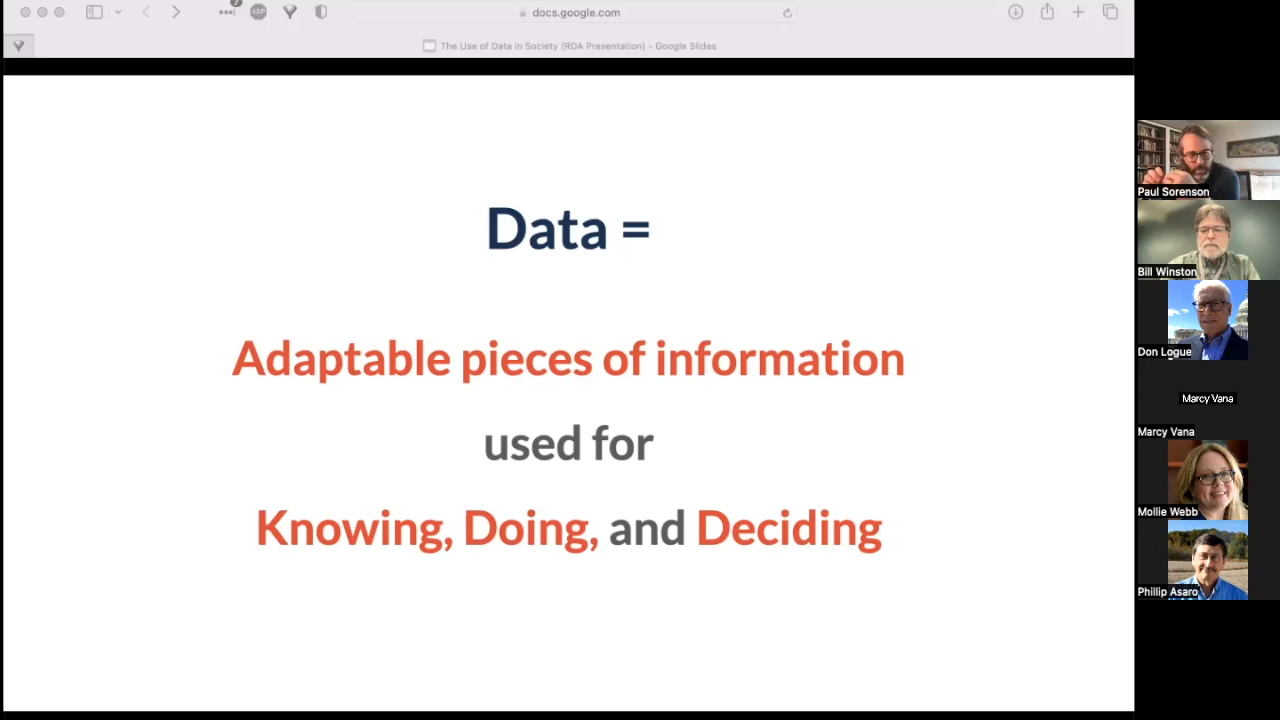 7
ABP
docs.google.com
The Use of Data in Society (RDA Presentation) – Google Slides
Data =
Adaptable pieces of information
used for
Knowing, Doing, and Deciding
Paul Sorenson
Bill Winston
Don Logue
Marcy Vana
Marcy Vana
Mollie Webb
Phillip Asaro